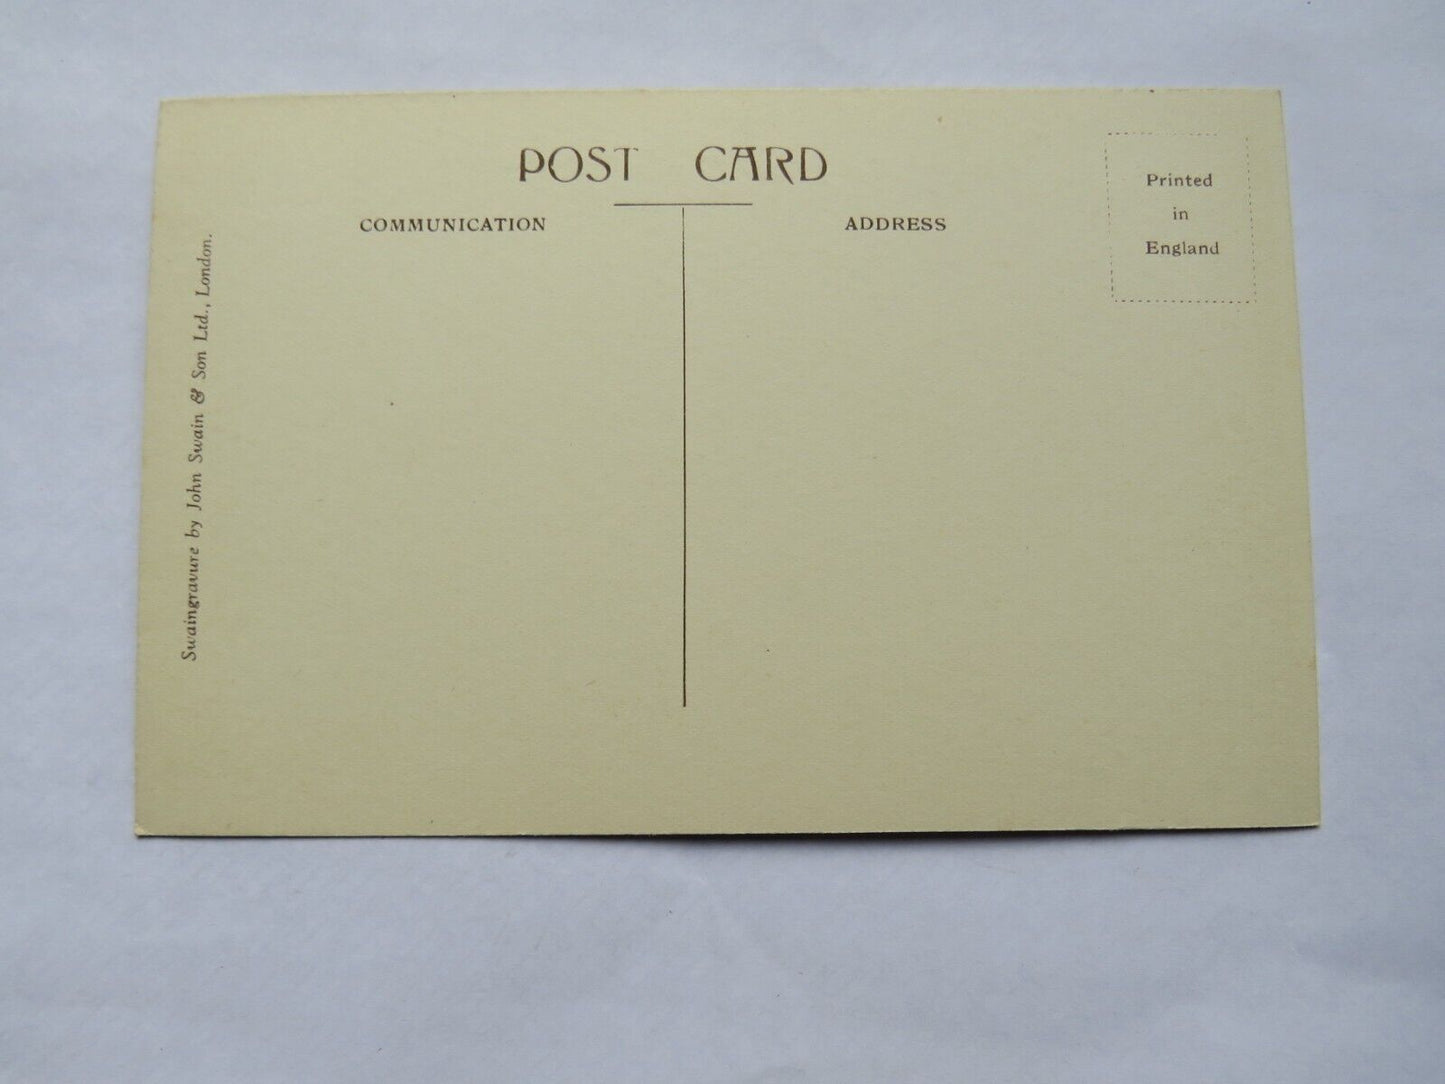 POST CARD
COMMUNICATION
ADDRESS
Printed
in
England
Swaingravure by John Swain & Son Ltd., London.